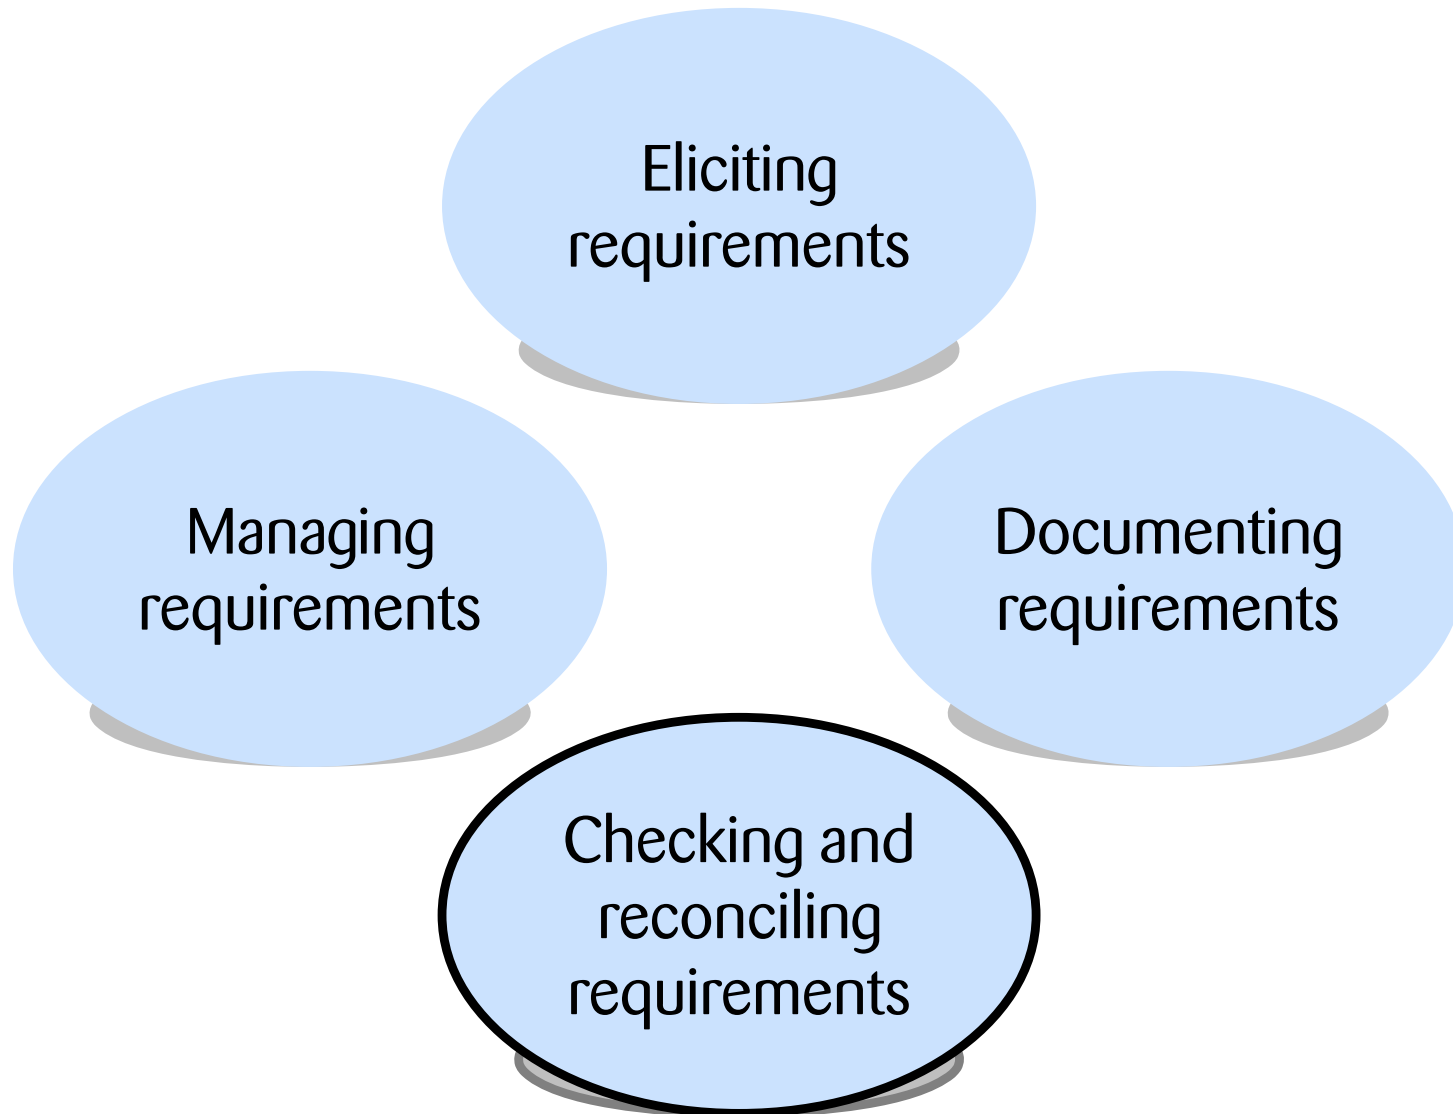 Eliciting
requirements
Managing
requirements
Documenting
requirements
Checking and
reconciling
requirements